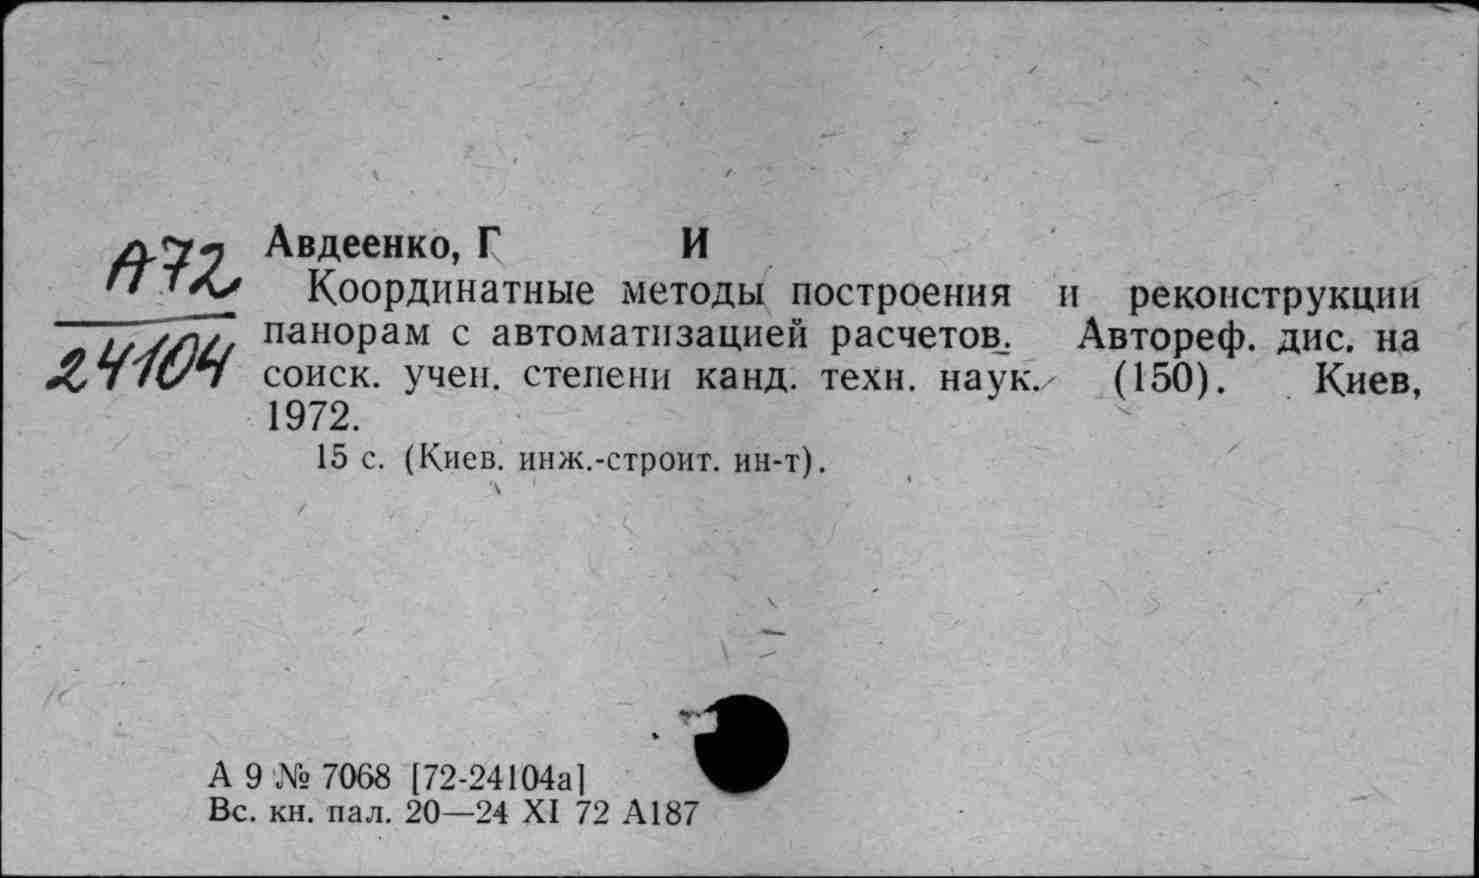 А72
24104
Авдеенко, Г И
Координатные методы построения и реконструкции
панорам с автоматизацией расчетов. Автореф. дис. на
соиск. учен. степени канд. техн. наук. (150). Киев,
1972.
15 с. (Киев. инж.-строит. ин-т).
А 9 № 7068 [72-24104а]
Вс. кн. пал. 20—24 XI 72 А187